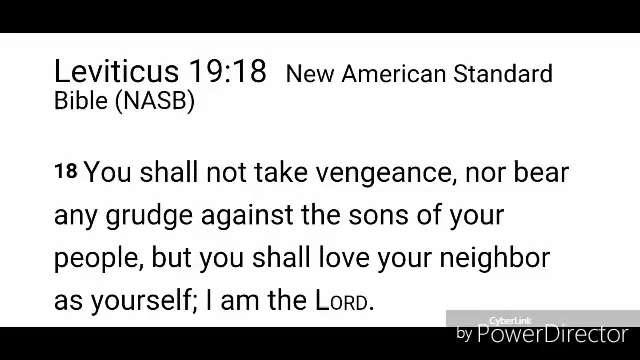 Leviticus 19:18 New American Standard
Bible (NASB)
18 You shall not take vengeance, nor bear
any grudge against the sons of your
people, but you shall love your neighbor
as yourself; I am the LORD.
CyberLink
by PowerDirector